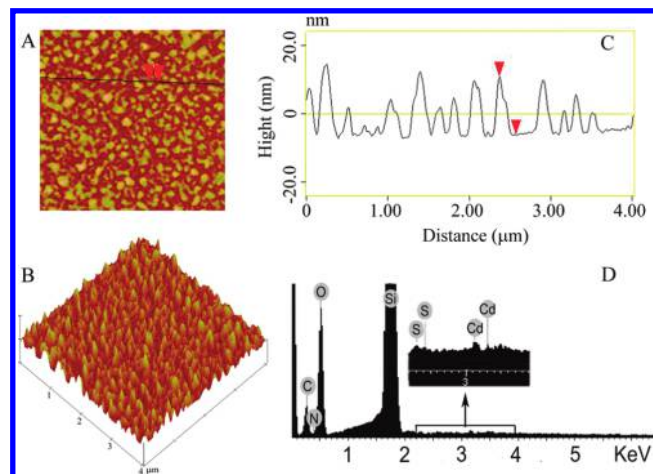 A
nm
20.0
0
-20.0
Hight (nm)
C
0
1.00
2.00
3.00
4.00
Distance (μm)
B
1
2
3
4
μm
D
O
Si
C
N
S
S
Cd
Cd
3
1
2
3
4
5
KeV